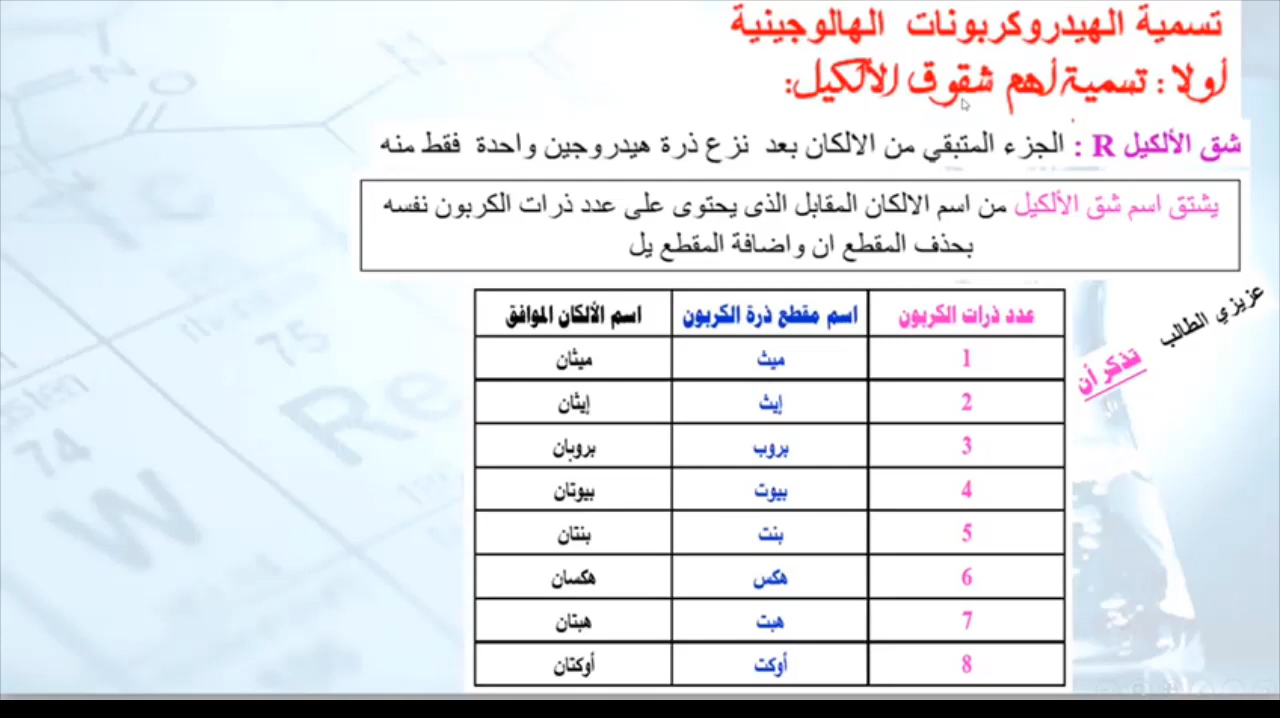 تسمية الهيدروكربونات الهالوجينية
أولا : تسمية أهم شقوق الألكيل:
شق الألكيل R : الجزء المتبقي من الالكان بعد نزع ذرة هيدروجين واحدة فقط منه
يشتق اسم شق الألكيل من اسم الالكان المقابل الذى يحتوى على عدد ذرات الكربون نفسه
بحذف المقطع ان واضافة المقطع يل
عزيزي الطالب
تذكر أن
عدد ذرات الكربون اسم مقطع ذرة الكربون اسم الألكان الموافق
1 ميث ميثان
2 إيث إيثان
3 بروب بروبان
4 بيوت بيوتان
5 بنت بنتان
6 هكس هكسان
7 هبت هبتان
8 أوكت أوكتان
N
O
N
75
Re
74
W